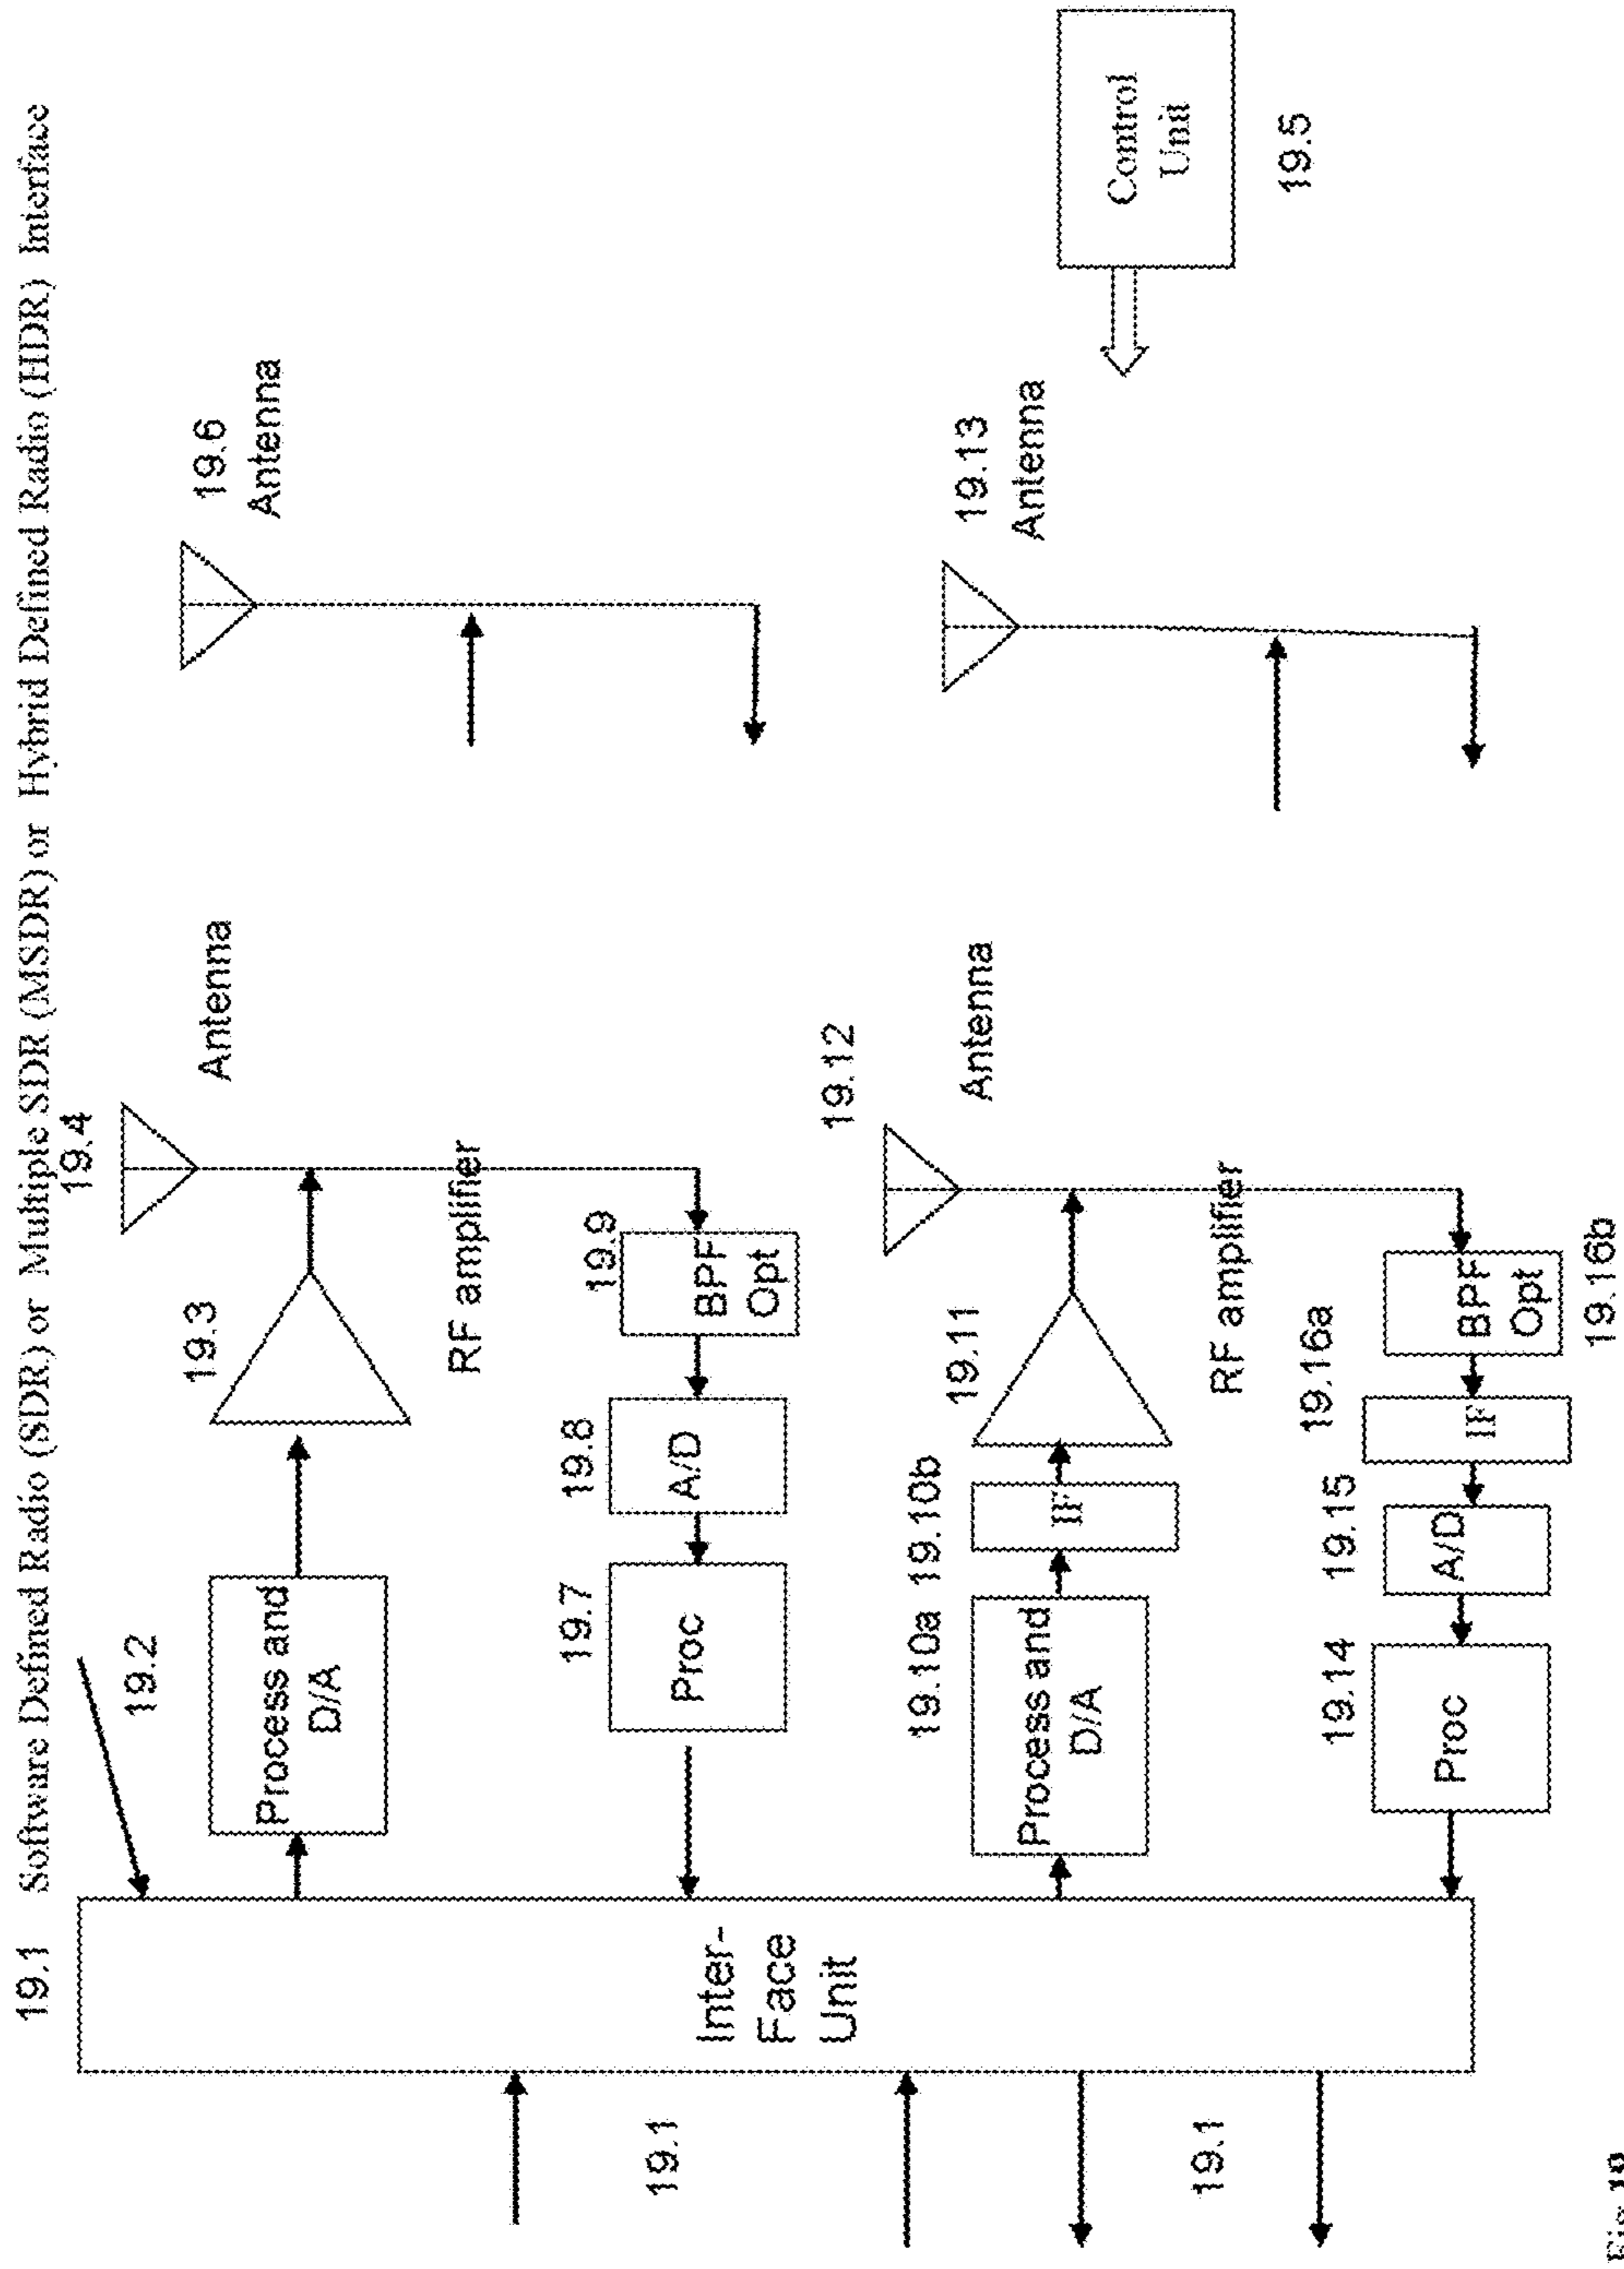 19.1 Software Defined Radio (SDR) or Multiple SDR (MSDR) or Hybrid Defined Radio (HDR) Interface
19.4
Antenna
19.6
Antenna
19.2
Process and
D/A
19.3
RF amplifier
19.7
Proc
19.8
A/D
19.9
BPF
Opt
Inter-
Face
Unit
19.1
19.1
19.12
Antenna
19.13
Antenna
Control
Unit
19.5
19.10a
Process and
D/A
19.10b
IF
19.11
RF amplifier
19.14
Proc
19.15
A/D
19.16a
IF
BPF
Opt
19.16b
Fig 19